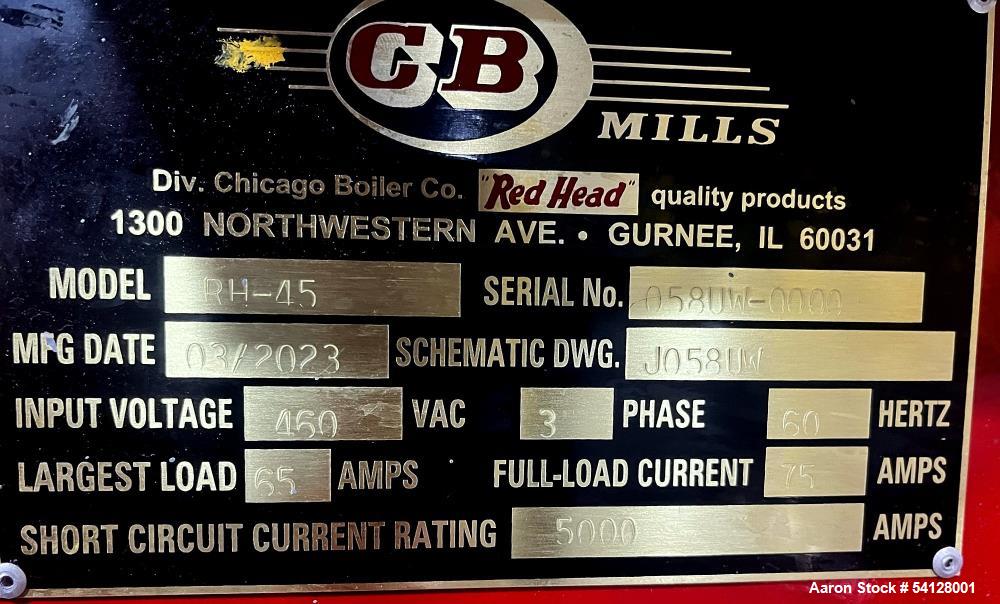 CB
MILLS
Div. Chicago Boiler Co. "Red Head" quality products
1300 NORTHWESTERN AVE. • GURNEE, IL 60031
MODEL RH-45 SERIAL No. 058UW-0000
MFG DATE 03/2023 SCHEMATIC DWG. J058UW
INPUT VOLTAGE 460 VAC 3 PHASE 60 HERTZ
LARGEST LOAD 65 AMPS FULL-LOAD CURRENT 75 AMPS
SHORT CIRCUIT CURRENT RATING 5000 AMPS
Aaron Stock # 54128001